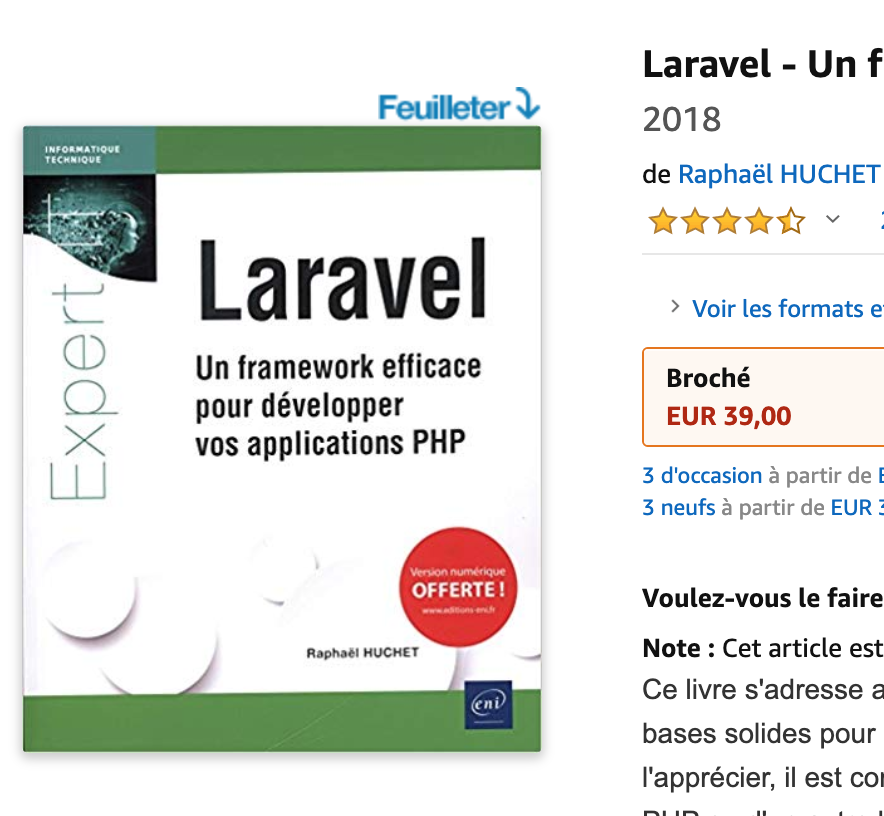 Feuilleter
INFORMATIQUE
TECHNIQUE
Expert
IT
Laravel
Un framework efficace
pour développer
vos applications PHP
Version numérique
OFFERTE !
www.editions-eni.fr
Raphaël HUCHET
eni
Laravel - Un f
2018
de Raphaël HUCHET
Voir les formats e
Broché
EUR 39,00
3 d'occasion à partir de E
3 neufs à partir de EUR 3
Voulez-vous le faire
Note : Cet article est
Ce livre s'adresse a
bases solides pour
l'apprécier, il est co